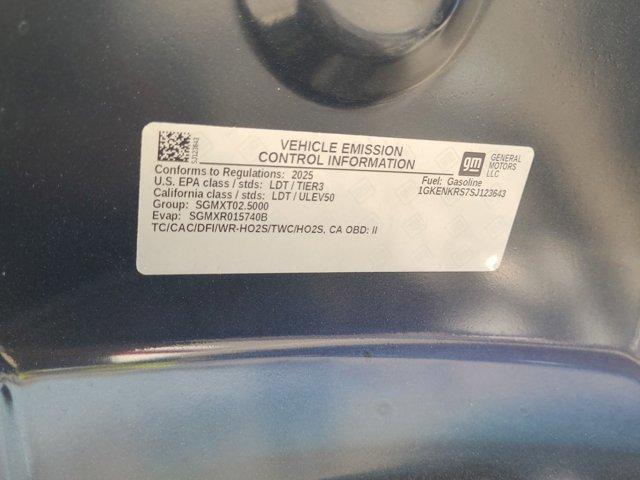 SJ123643
VEHICLE EMISSION
CONTROL INFORMATION
gm
GENERAL
MOTORS
LLC
Conforms to Regulations: 2025
Fuel: Gasoline
U.S. EPA class / stds: LDT / TIER3
1GKENKRS7SJ123643
California class / stds: LDT / ULEV50
Group: SGMXT02.5000
Evap: SGMXR015740B
TC/CAC/DFI/WR-HO2S/TWC/HO2S, CA OBD: II